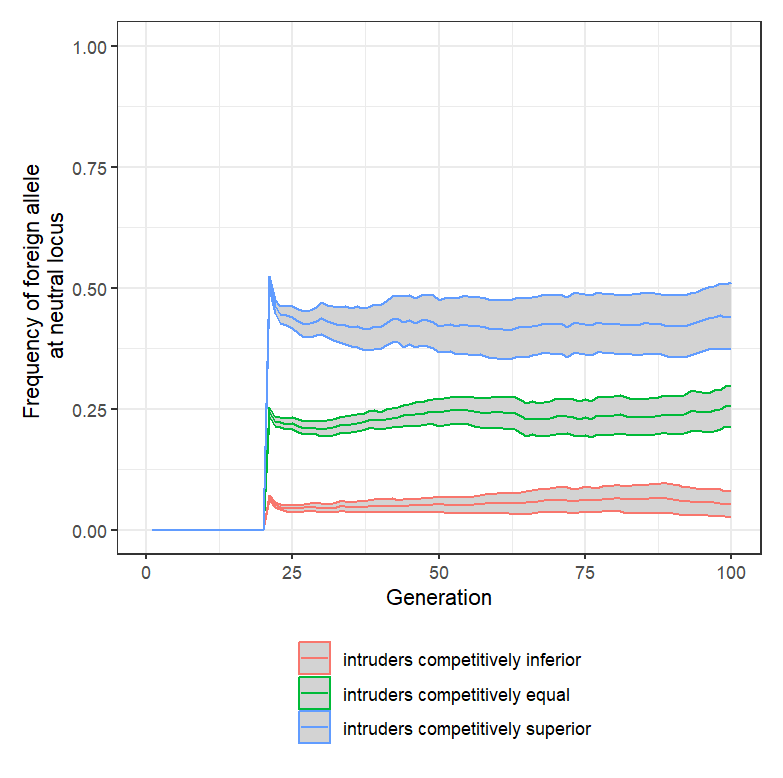 Frequency of foreign allele
at neutral locus
1.00
0.75
0.50
0.25
0.00
0
25
50
75
100
Generation
intruders competitively inferior
intruders competitively equal
intruders competitively superior